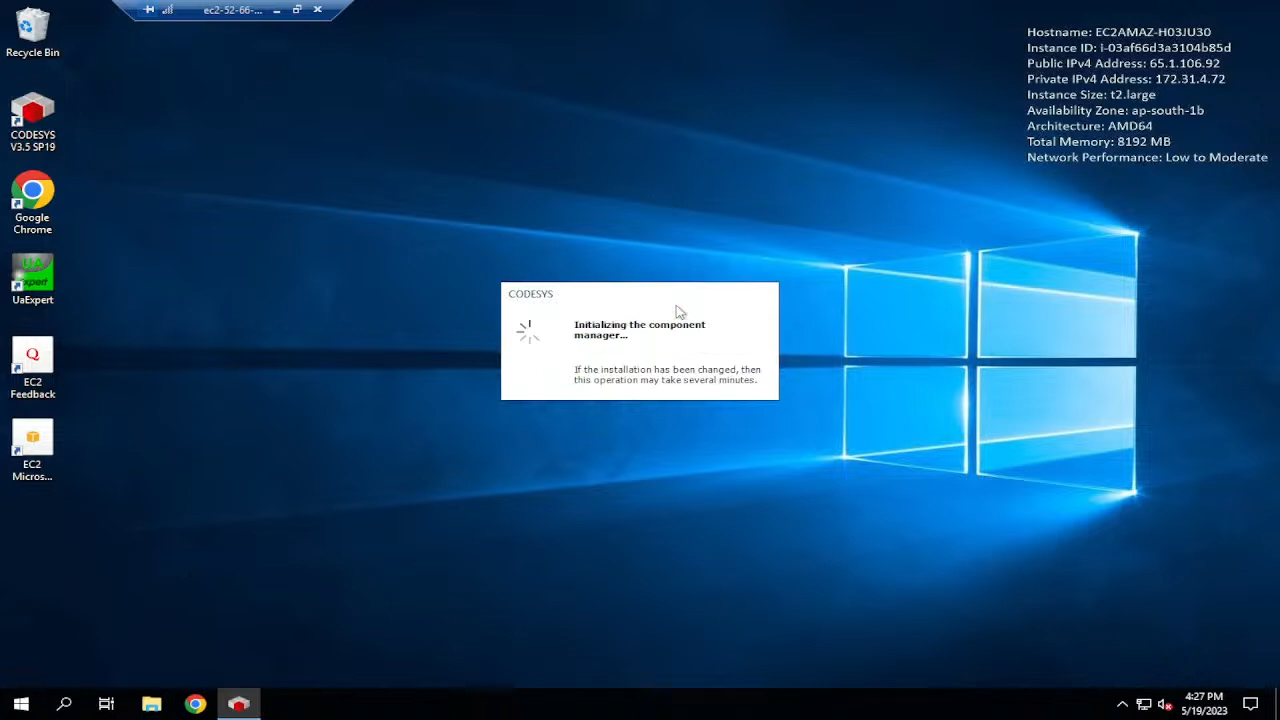 ec2-52-66-...
Recycle Bin
CODESYS
V3.5 SP19
Google
Chrome
UA
Expert
UaExpert
EC2
Feedback
EC2
Micros...
Hostname: EC2AMAZ-H03JU30
Instance ID: i-03af66d3a3104b85d
Public IPv4 Address: 65.1.106.92
Private IPv4 Address: 172.31.4.72
Instance Size: t2.large
Availability Zone: ap-south-1b
Architecture: AMD64
Total Memory: 8192 MB
Network Performance: Low to Moderate
CODESYS
Initializing the component
manager...
If the installation has been changed, then
this operation may take several minutes.
4:27 PM
5/19/2023